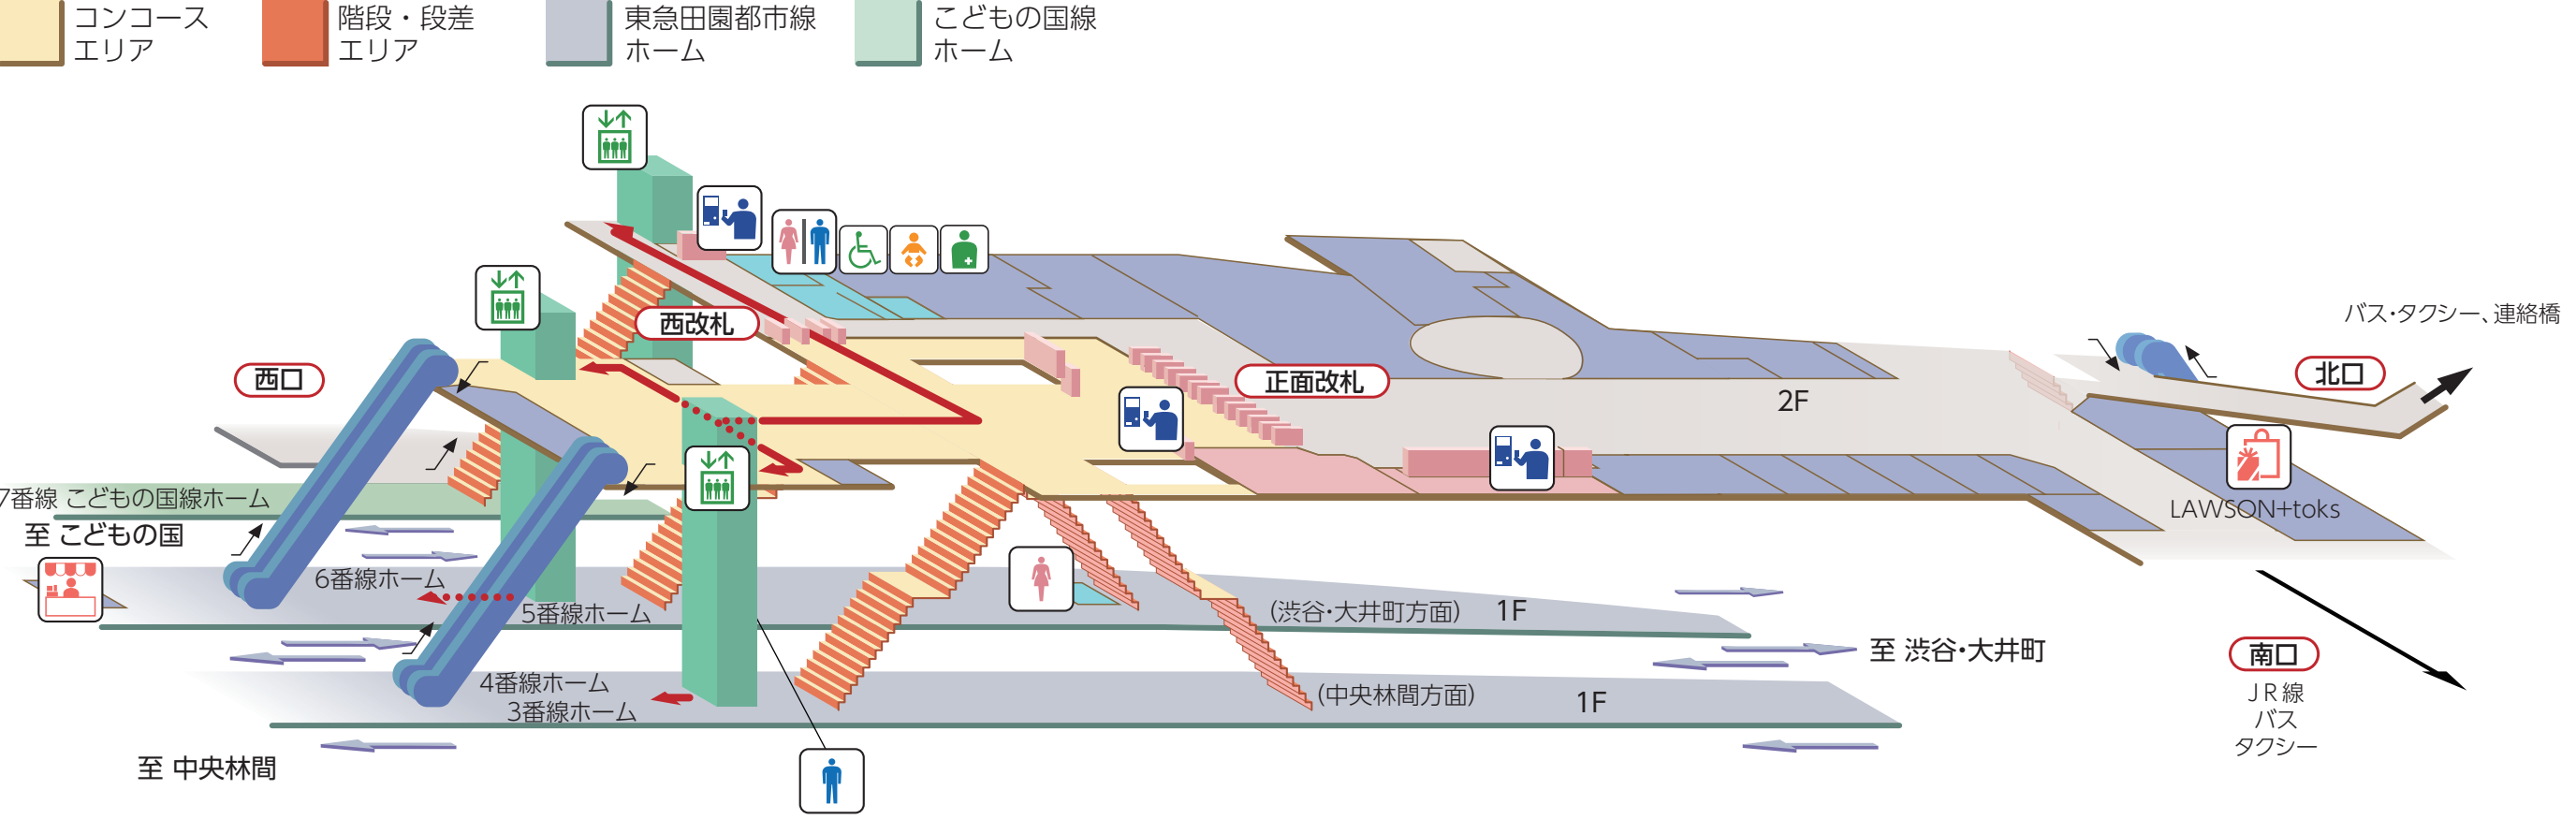 コンコース
エリア
階段・段差
エリア
東急田園都市線
ホーム
こどもの国線
ホーム
バス・タクシー、連絡橋
西改札
西口
正面改札
北口
2F
7番線 こどもの国線ホーム
LAWSON+toks
至 こどもの国
6番線ホーム
5番線ホーム
(渋谷・大井町方面)
1F
至 渋谷・大井町
南口
4番線ホーム
3番線ホーム
(中央林間方面)
1F
JR線
バス
タクシー
至 中央林間